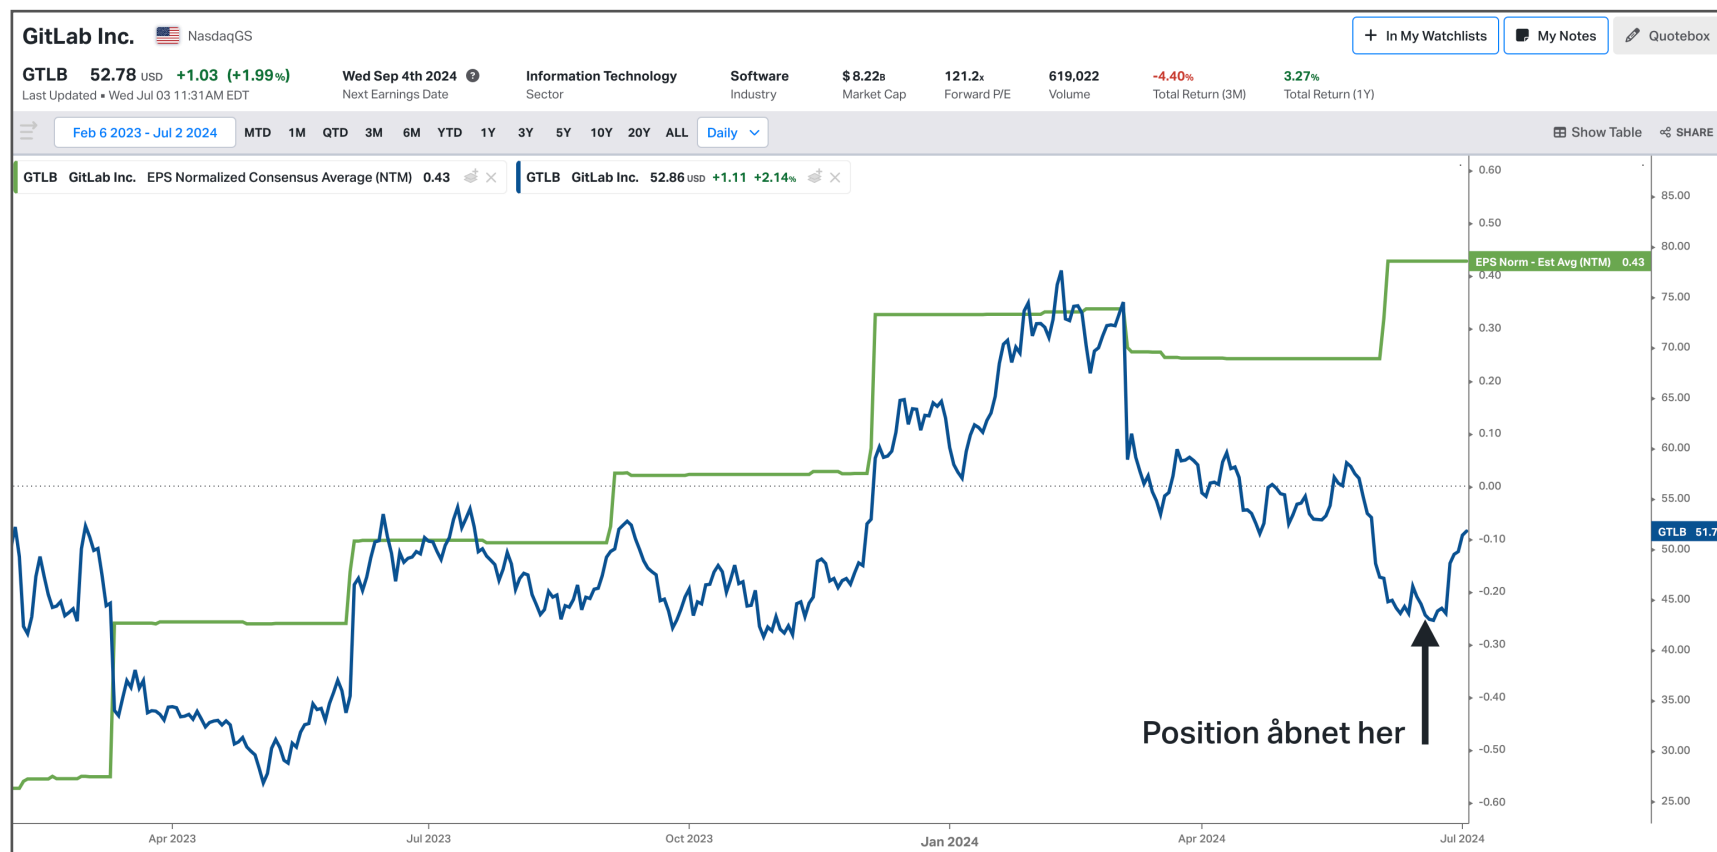 GitLab Inc. NasdaqGS
+ In My Watchlists My Notes Quotebox
GTLB 52.78 USD +1.03 (+1.99%) Wed Sep 4th 2024 ? Information Technology Software $8.22B 121.2x 619,022 -4.40% 3.27%
Last Updated ▪ Wed Jul 03 11:31AM EDT Next Earnings Date Sector Industry Market Cap Forward P/E Volume Total Return (3M) Total Return (1Y)
Feb 6 2023 - Jul 2 2024 MTD 1M QTD 3M 6M YTD 1Y 3Y 5Y 10Y 20Y ALL Daily Show Table SHARE
GTLB GitLab Inc. EPS Normalized Consensus Average (NTM) 0.43
GTLB GitLab Inc. 52.86 USD +1.11 +2.14%
0.60
0.50
EPS Norm - Est Avg (NTM) 0.43
0.40
0.30
0.20
0.10
0.00
-0.10
-0.20
-0.30
-0.40
-0.50
-0.60
85.00
80.00
75.00
70.00
65.00
60.00
55.00
GTLB 51.7
50.00
45.00
40.00
35.00
30.00
25.00
Position åbnet her
Apr 2023 Jul 2023 Oct 2023 Jan 2024 Apr 2024 Jul 2024